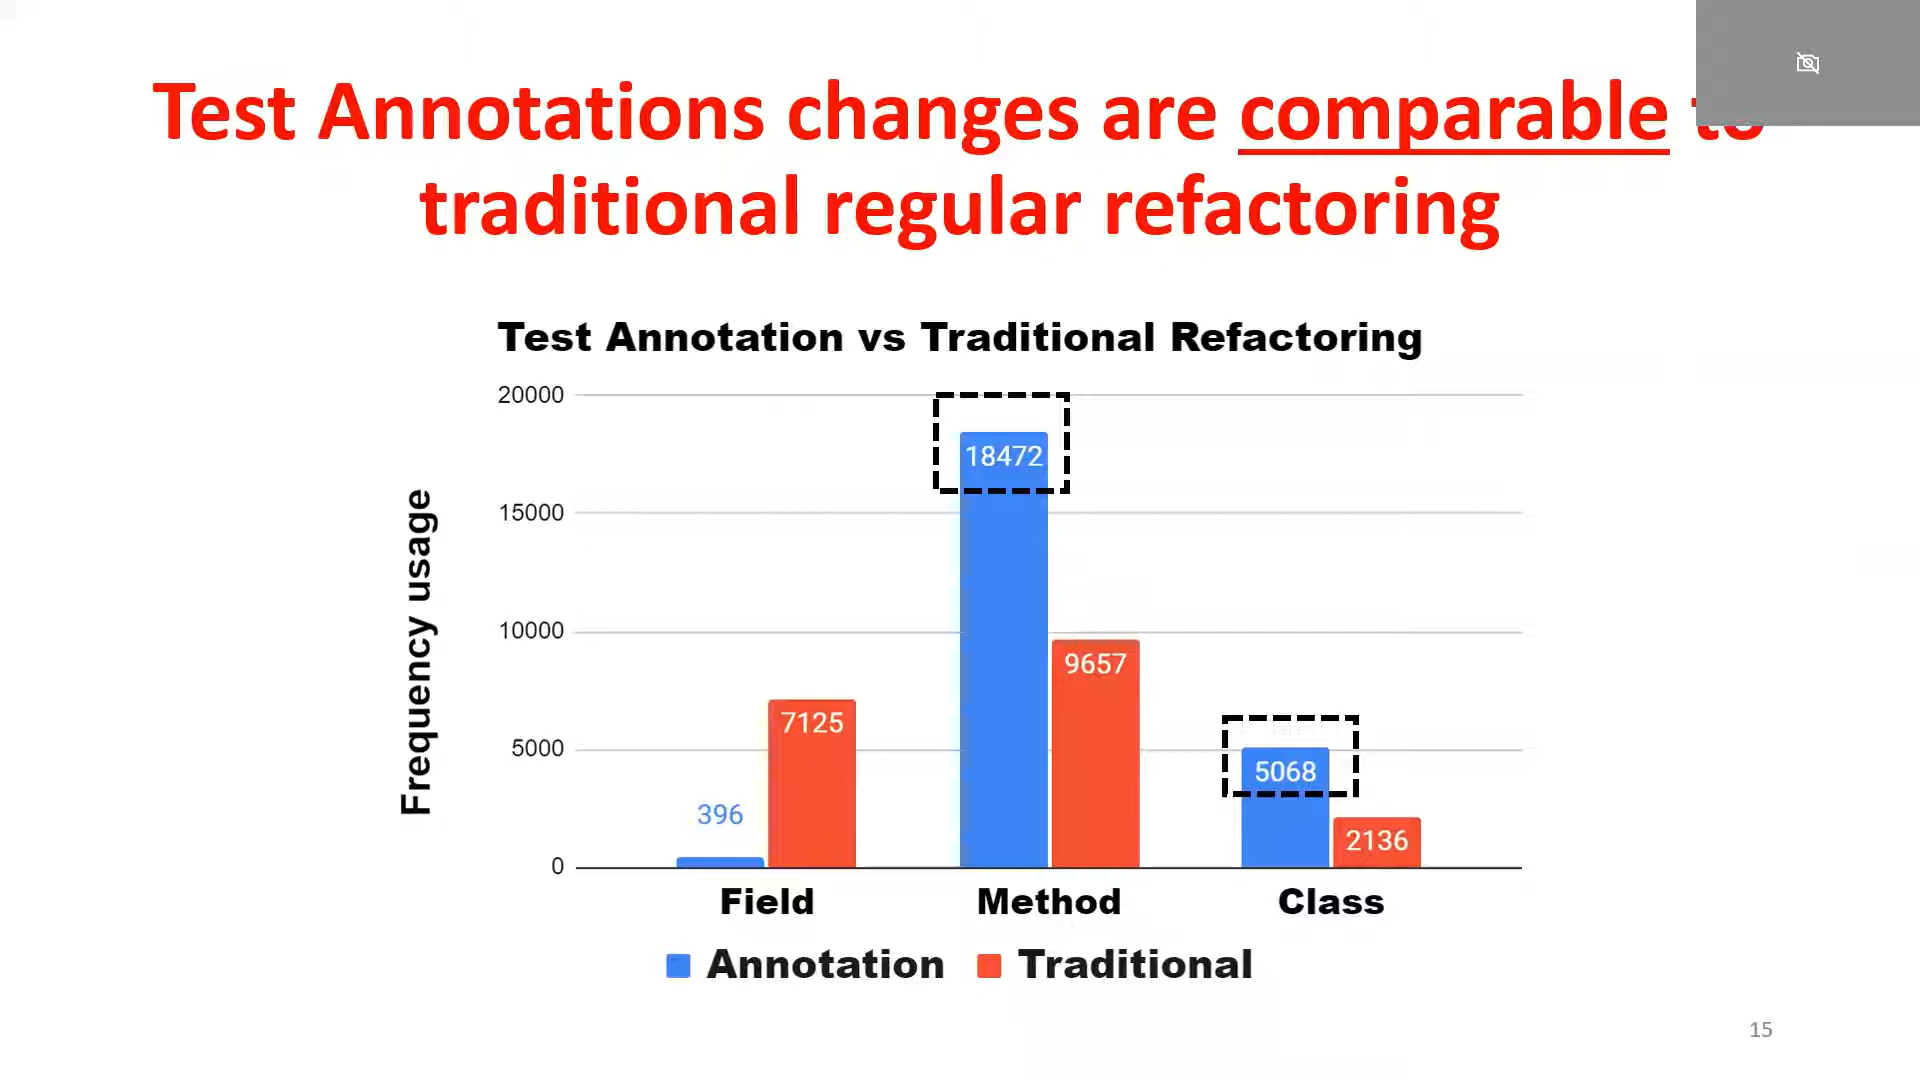 Test Annotations changes are comparable to
traditional regular refactoring
Test Annotation vs Traditional Refactoring
20000
15000
10000
5000
0
Frequency usage
396
7125
18472
9657
5068
2136
Field
Method
Class
Annotation
Traditional
15